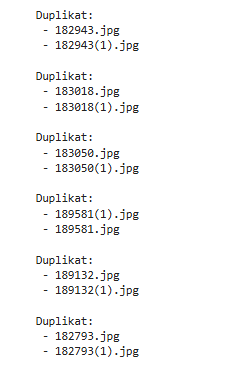 Duplikat:
- 182943.jpg
- 182943(1).jpg
Duplikat:
- 183018.jpg
- 183018(1).jpg
Duplikat:
- 183050.jpg
- 183050(1).jpg
Duplikat:
- 189581(1).jpg
- 189581.jpg
Duplikat:
- 189132.jpg
- 189132(1).jpg
Duplikat:
- 182793.jpg
- 182793(1).jpg